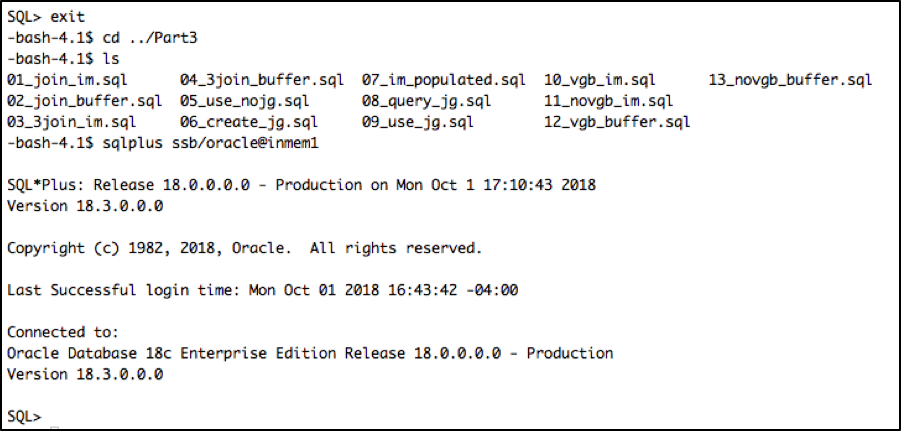 SQL> exit
-bash-4.1$ cd ../Part3
-bash-4.1$ ls
01_join_im.sql 04_3join_buffer.sql 07_im_populated.sql 10_vgb_im.sql 13_novgb_buffer.sql
02_join_buffer.sql 05_use_nojg.sql 08_query_jg.sql 11_novgb_im.sql
03_3join_im.sql 06_create_jg.sql 09_use_jg.sql 12_vgb_buffer.sql
-bash-4.1$ sqlplus ssb/oracle@inmem1
SQL*Plus: Release 18.0.0.0.0 - Production on Mon Oct 1 17:10:43 2018
Version 18.3.0.0.0
Copyright (c) 1982, 2018, Oracle.  All rights reserved.
Last Successful login time: Mon Oct 01 2018 16:43:42 -04:00
Connected to:
Oracle Database 18c Enterprise Edition Release 18.0.0.0.0 - Production
Version 18.3.0.0.0
SQL>